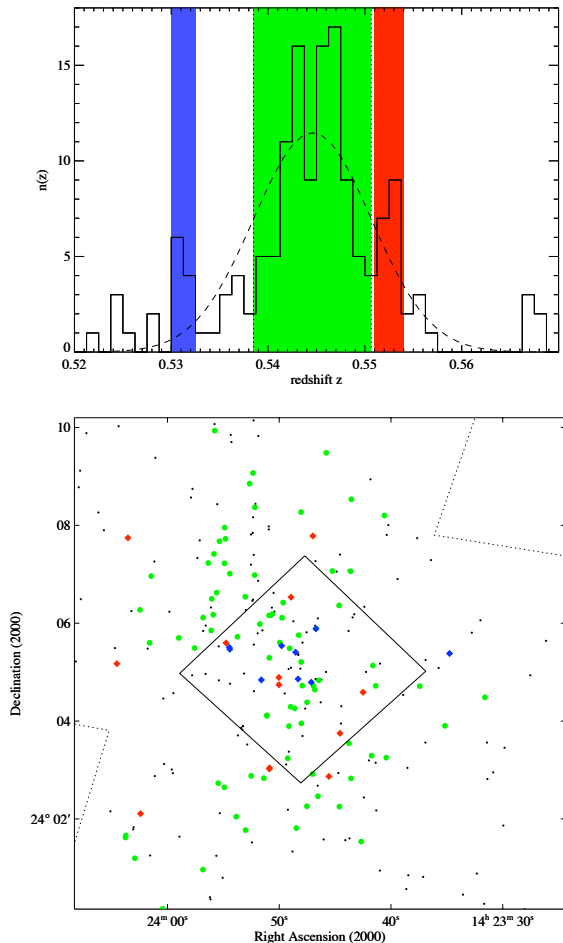 15
10
5
0
n(z)
0.52 0.53 0.54 0.55 0.56
redshift z
10
08
06
04
24° 02′
Declination (2000)
24ᵐ 00ˢ 50ˢ 40ˢ 14ʰ 23ᵐ 30ˢ
Right Ascension (2000)